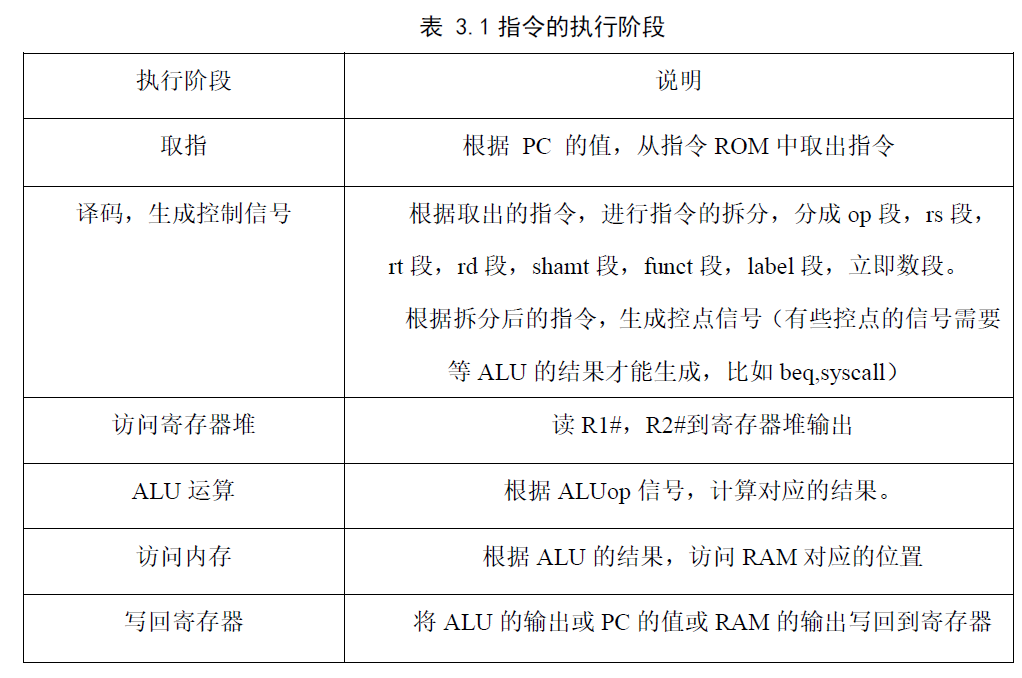 表 3.1 指令的执行阶段
执行阶段 说明
取指 根据 PC 的值，从指令 ROM 中取出指令
译码，生成控制信号 根据取出的指令，进行指令的拆分，分成 op 段，rs 段，
rt 段，rd 段，shamt 段，funct 段，label 段，立即数段。
根据拆分后的指令，生成控点信号（有些控点的信号需要
等 ALU 的结果才能生成，比如 beq,syscall）
访问寄存器堆 读 R1#，R2#到寄存器堆输出
ALU 运算 根据 ALUop 信号，计算对应的结果。
访问内存 根据 ALU 的结果，访问 RAM 对应的位置
写回寄存器 将 ALU 的输出或 PC 的值或 RAM 的输出写回到寄存器